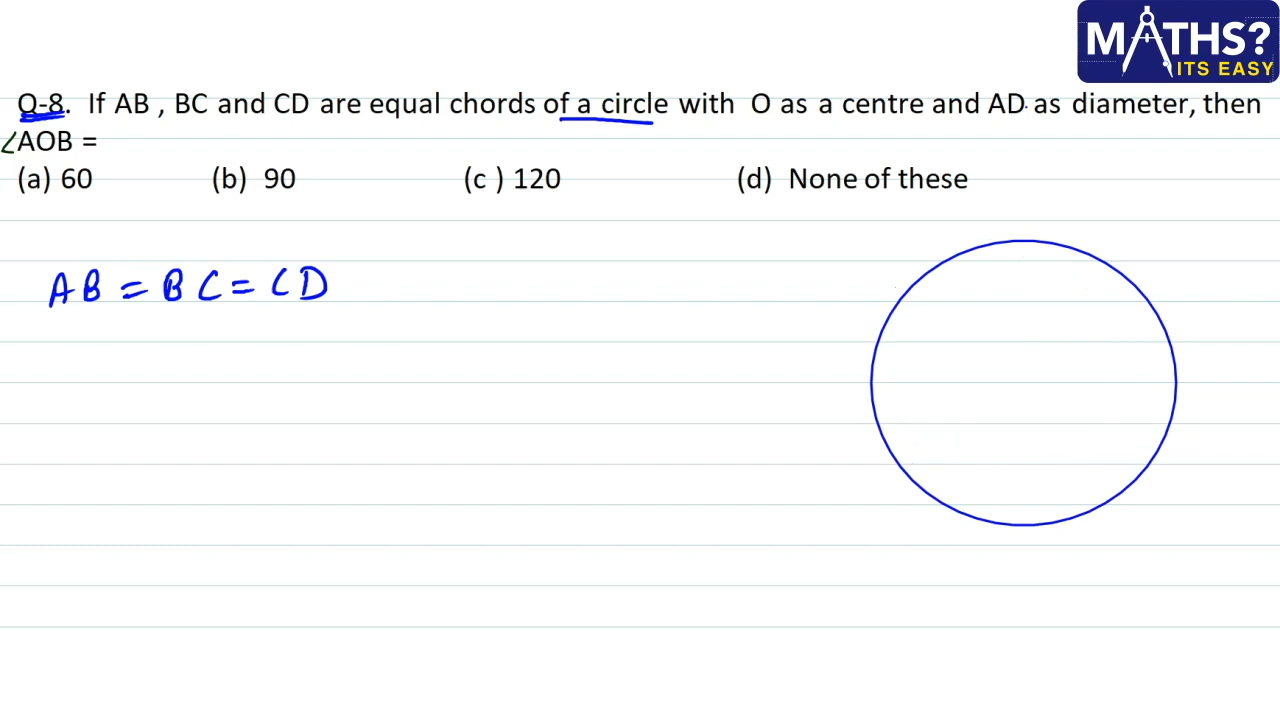 MATHS?
ITS EASY
Q-8. If AB , BC and CD are equal chords of a circle with O as a centre and AD as diameter, then
∠AOB =
(a) 60 (b) 90 (c ) 120 (d) None of these
AB = BC = CD